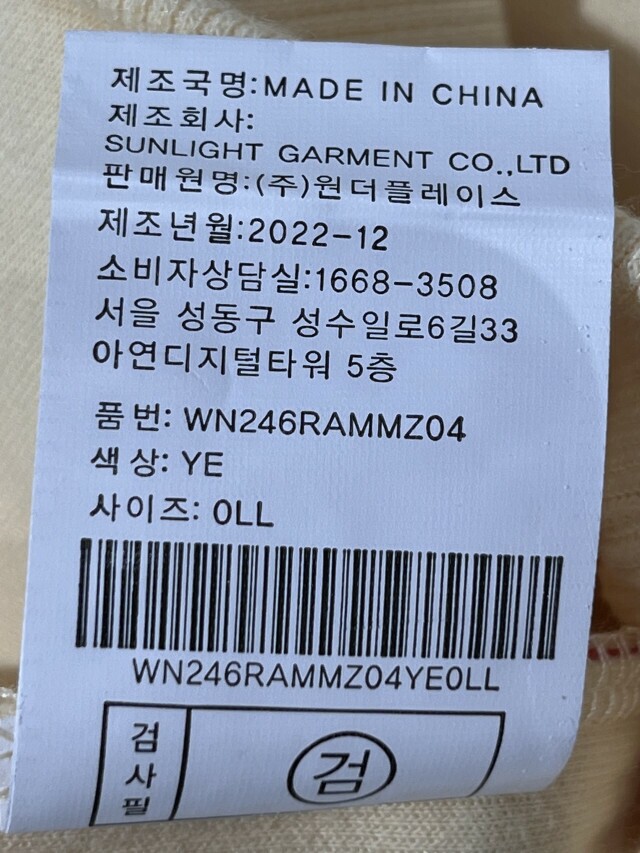 제조국명:MADE IN CHINA
제조회사:
SUNLIGHT GARMENT CO.,LTD
판매원명:(주)원더플레이스
제조년월:2022-12
소비자상담실:1668-3508
서울 성동구 성수일로6길33
아연디지털타워 5층
품번: WN246RAMMZ04
색상: YE
사이즈: 0LL
WN246RAMMZ04YE0LL
검사필
검